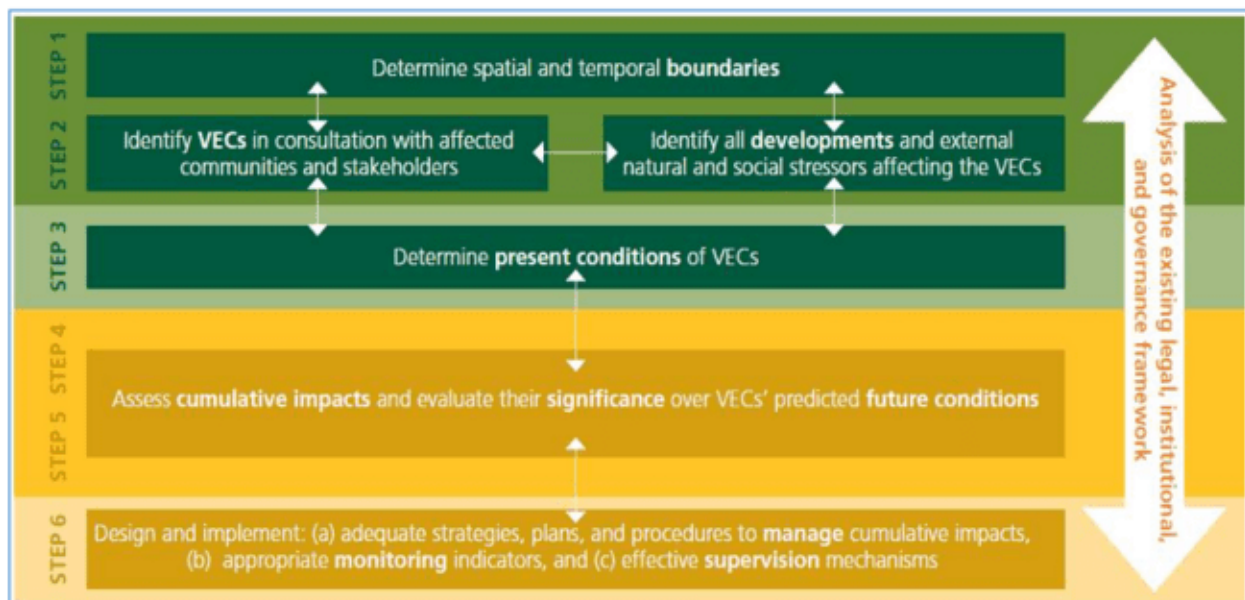 STEP 1
Determine spatial and temporal boundaries
STEP 2
Identify VECs in consultation with affected
communities and stakeholders
Identify all developments and external
natural and social stressors affecting the VECs
STEP 3
Determine present conditions of VECs
STEP 4
STEP 5
Assess cumulative impacts and evaluate their significance over VECs’ predicted future conditions
STEP 6
Design and implement: (a) adequate strategies, plans, and procedures to manage cumulative impacts,
(b) appropriate monitoring indicators, and (c) effective supervision mechanisms
Analysis of the existing legal, institutional,
and governance framework